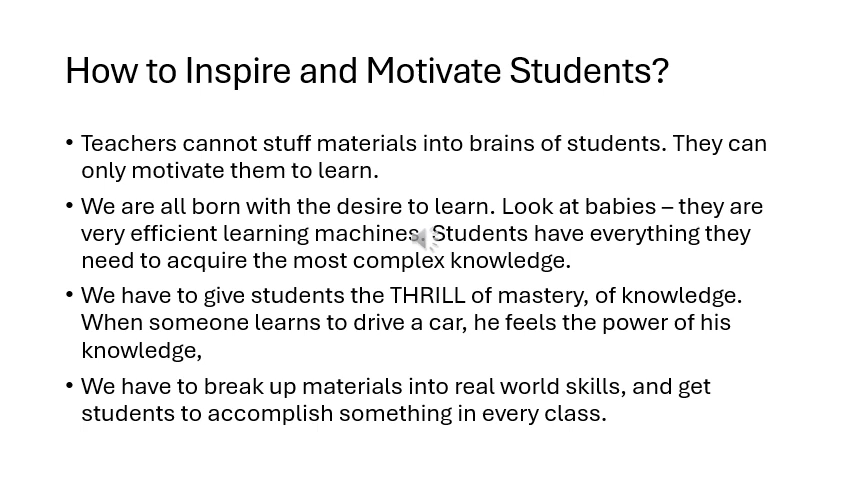 How to Inspire and Motivate Students?
• Teachers cannot stuff materials into brains of students. They can
only motivate them to learn.
• We are all born with the desire to learn. Look at babies – they are
very efficient learning machines. Students have everything they
need to acquire the most complex knowledge.
• We have to give students the THRILL of mastery, of knowledge.
When someone learns to drive a car, he feels the power of his
knowledge,
• We have to break up materials into real world skills, and get
students to accomplish something in every class.